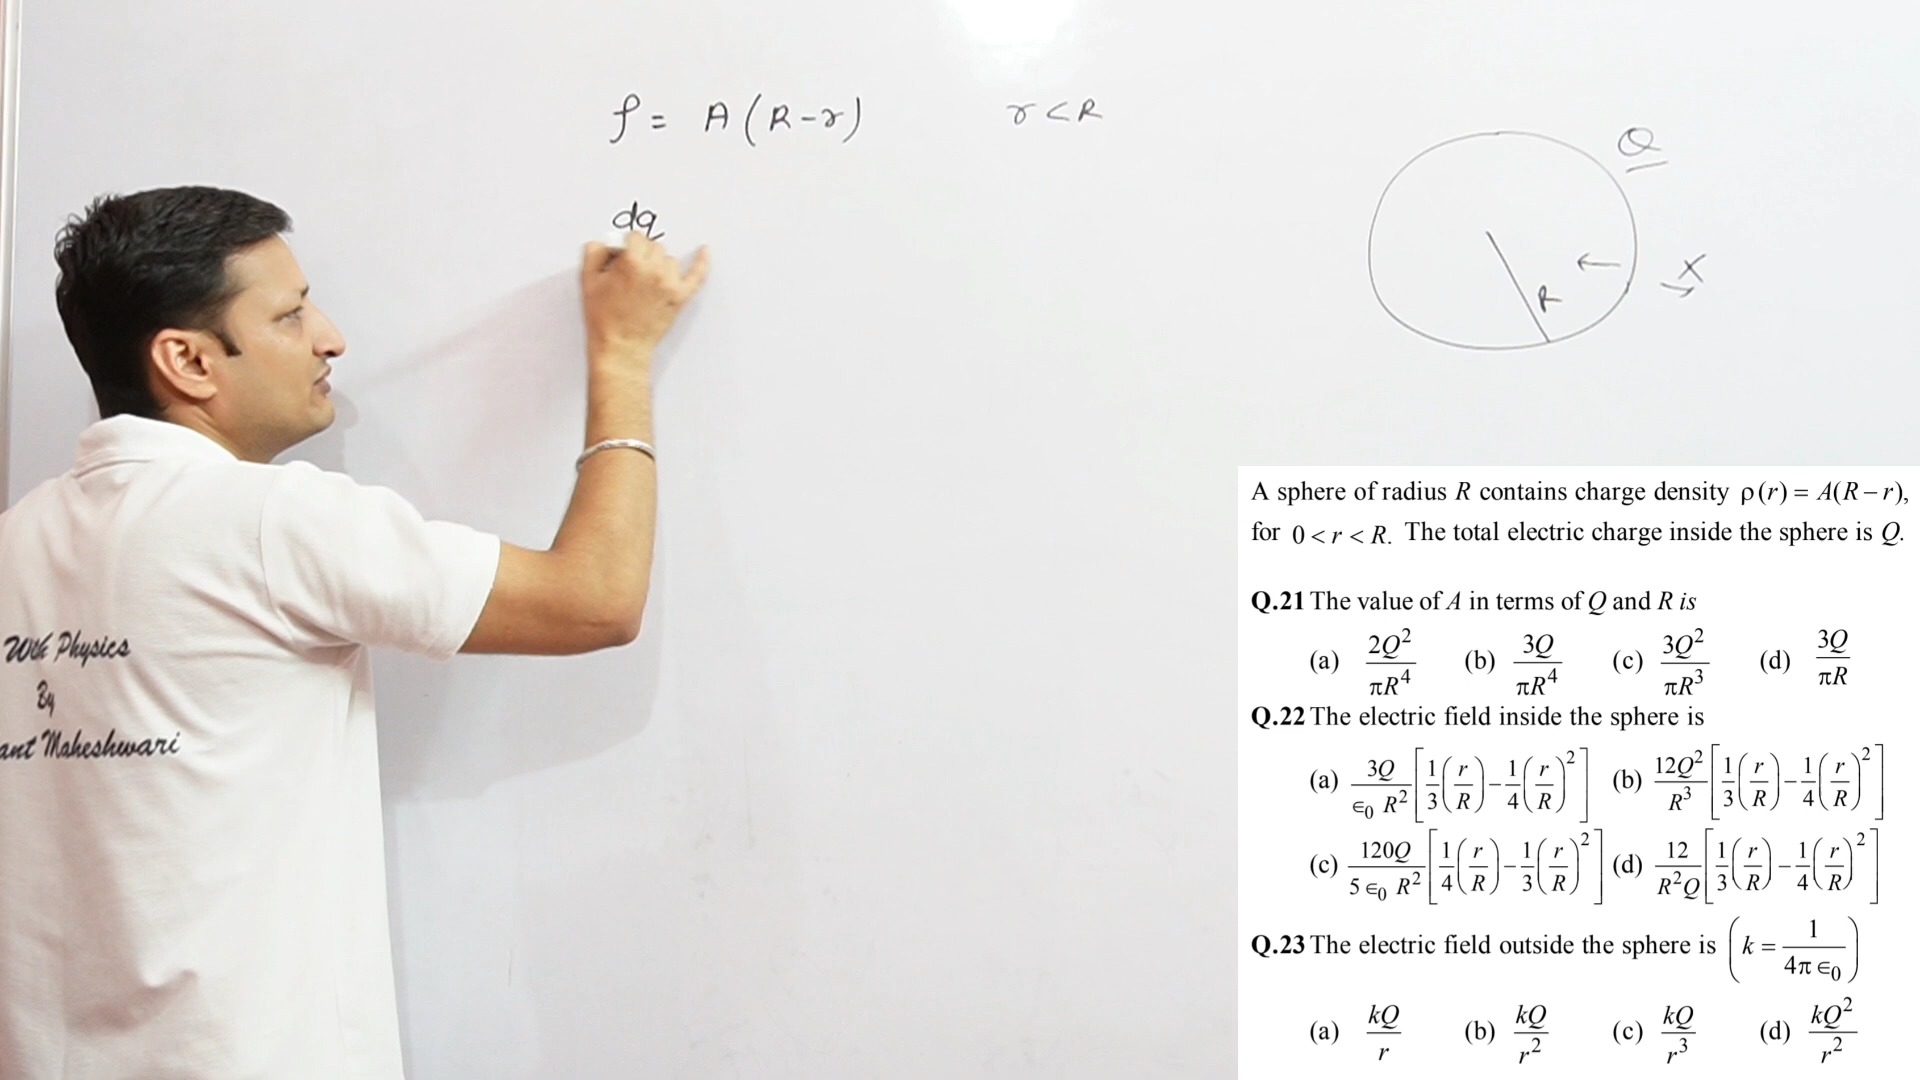 ρ = A(R-r) r<R
dq
Q
R
X
With Physics
By
ant Maheshwari
A sphere of radius R contains charge density ρ(r) = A(R – r),
for 0 < r < R. The total electric charge inside the sphere is Q.
Q.21 The value of A in terms of Q and R is
(a) 2Q²/πR⁴ (b) 3Q/πR⁴ (c) 3Q²/πR³ (d) 3Q/πR
Q.22 The electric field inside the sphere is
(a) 3Q/∈₀ R² [1/3(r/R) – 1/4(r/R)²] (b) 12Q²/R³ [1/3(r/R) – 1/4(r/R)²]
(c) 120Q/5 ∈₀ R² [1/4(r/R) – 1/3(r/R)²] (d) 12/R²Q [1/3(r/R) – 1/4(r/R)²]
Q.23 The electric field outside the sphere is (k = 1/4π ∈₀)
(a) kQ/r (b) kQ/r² (c) kQ/r³ (d) kQ²/r²